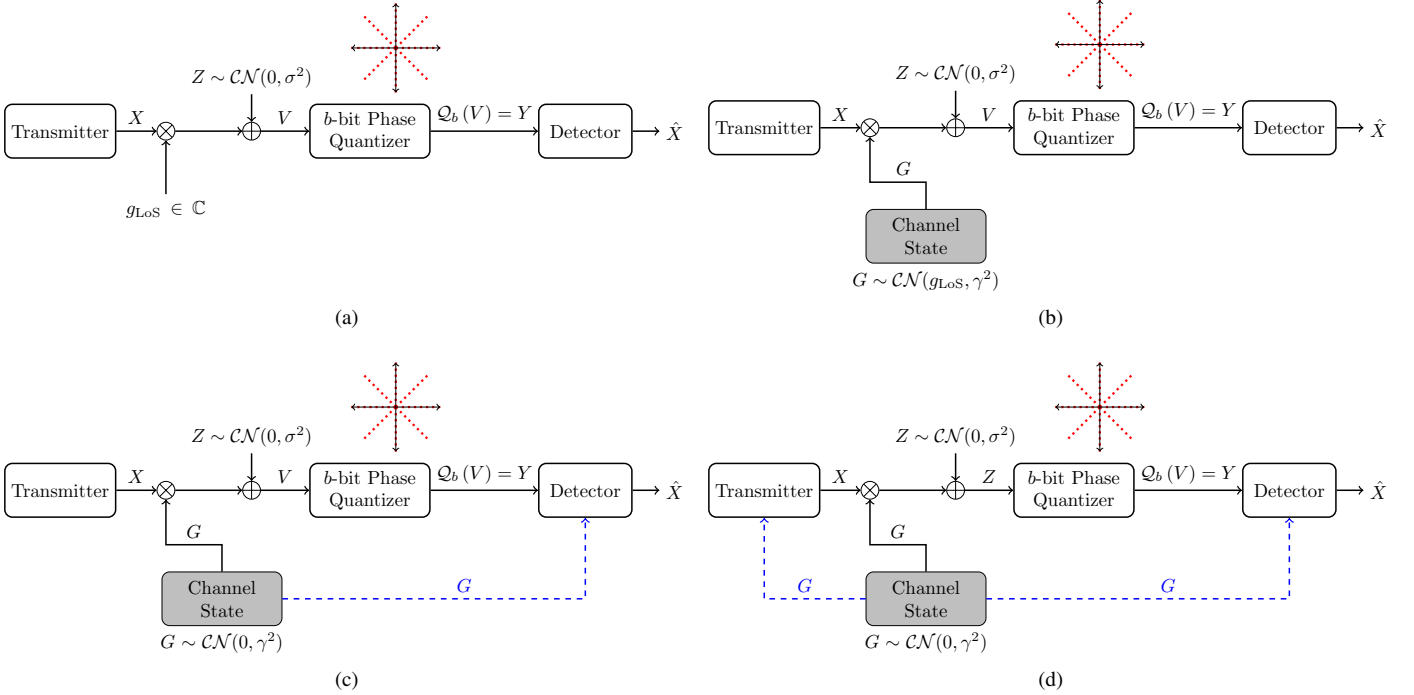 Z ∼ 𝒞𝒩(0, σ²)
Transmitter
X
V
b-bit Phase
Quantizer
𝒬_b (V) = Y
Detector
X̂
g_LoS ∈ ℂ
(a)
Z ∼ 𝒞𝒩(0, σ²)
Transmitter
X
V
b-bit Phase
Quantizer
𝒬_b (V) = Y
Detector
X̂
G
Channel
State
G ∼ 𝒞𝒩(g_LoS, γ²)
(b)
Z ∼ 𝒞𝒩(0, σ²)
Transmitter
X
V
b-bit Phase
Quantizer
𝒬_b (V) = Y
Detector
X̂
G
Channel
State
G
G ∼ 𝒞𝒩(0, γ²)
(c)
Z ∼ 𝒞𝒩(0, σ²)
Transmitter
X
Z
b-bit Phase
Quantizer
𝒬_b (V) = Y
Detector
X̂
G
G
Channel
State
G
G ∼ 𝒞𝒩(0, γ²)
(d)